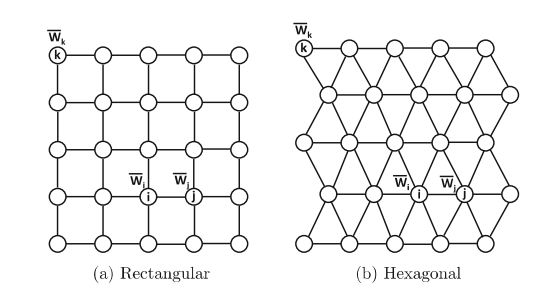 W̅k W̅k
k k
W̅i W̅j W̅i W̅j
i j i j
(a) Rectangular (b) Hexagonal